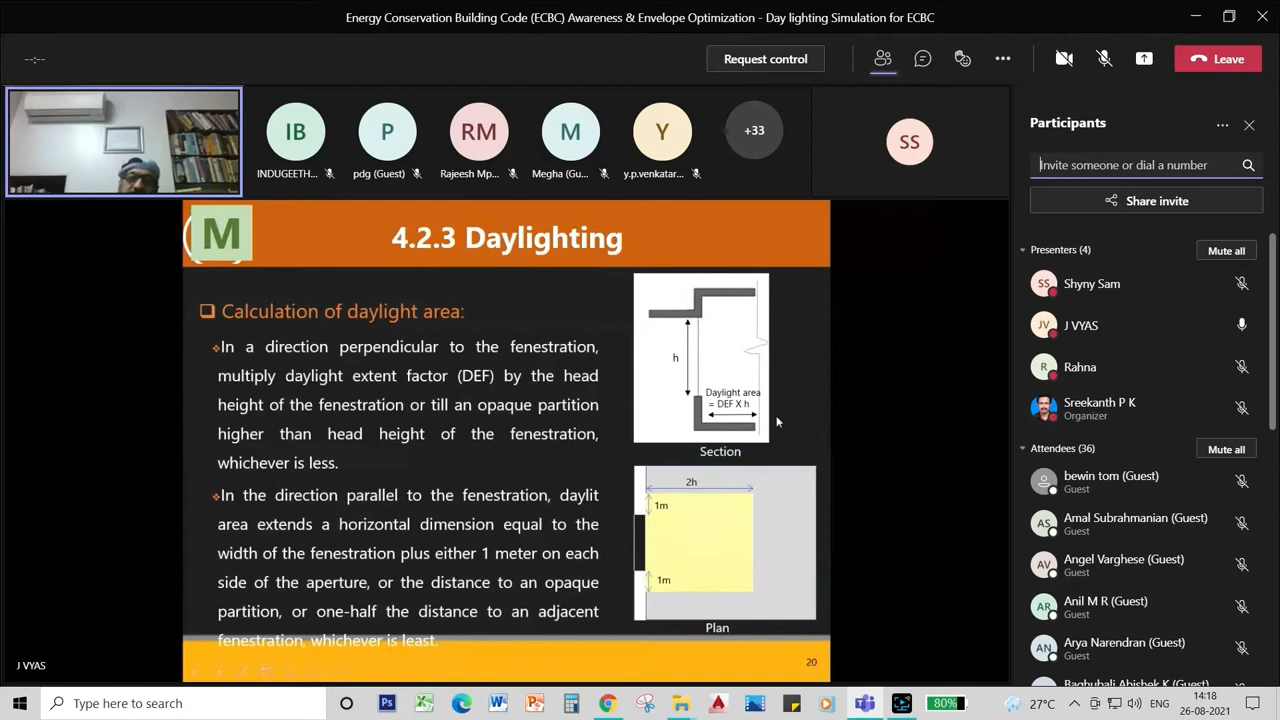 Energy Conservation Building Code (ECBC) Awareness & Envelope Optimization - Day lighting Simulation for ECBC
--:--
Request control
Leave
IB
P
RM
M
Y
+33
SS
INDUGEETH...
pdg (Guest)
Rajeesh Mp...
Megha (Gu...
y.p.venkatar...
Participants
Invite someone or dial a number
Share invite
Presenters (4)
Mute all
SS
Shyny Sam
JV
J VYAS
R
Rahna
Sreekanth P K
Organizer
Attendees (36)
Mute all
bewin tom (Guest)
Guest
AS
Amal Subrahmanian (Guest)
Guest
AV
Angel Varghese (Guest)
Guest
AR
Anil M R (Guest)
Guest
AN
Arya Narendran (Guest)
Guest
Raghubali Abishek K (Guest)
M
4.2.3 Daylighting
Calculation of daylight area:
In a direction perpendicular to the fenestration,
multiply daylight extent factor (DEF) by the head
height of the fenestration or till an opaque partition
higher than head height of the fenestration,
whichever is less.
In the direction parallel to the fenestration, daylit
area extends a horizontal dimension equal to the
width of the fenestration plus either 1 meter on each
side of the aperture, or the distance to an opaque
partition, or one-half the distance to an adjacent
fenestration, whichever is least.
h
Daylight area
= DEF X h
Section
2h
1m
1m
Plan
20
J VYAS
Type here to search
80%
27°C
14:18
26-08-2021